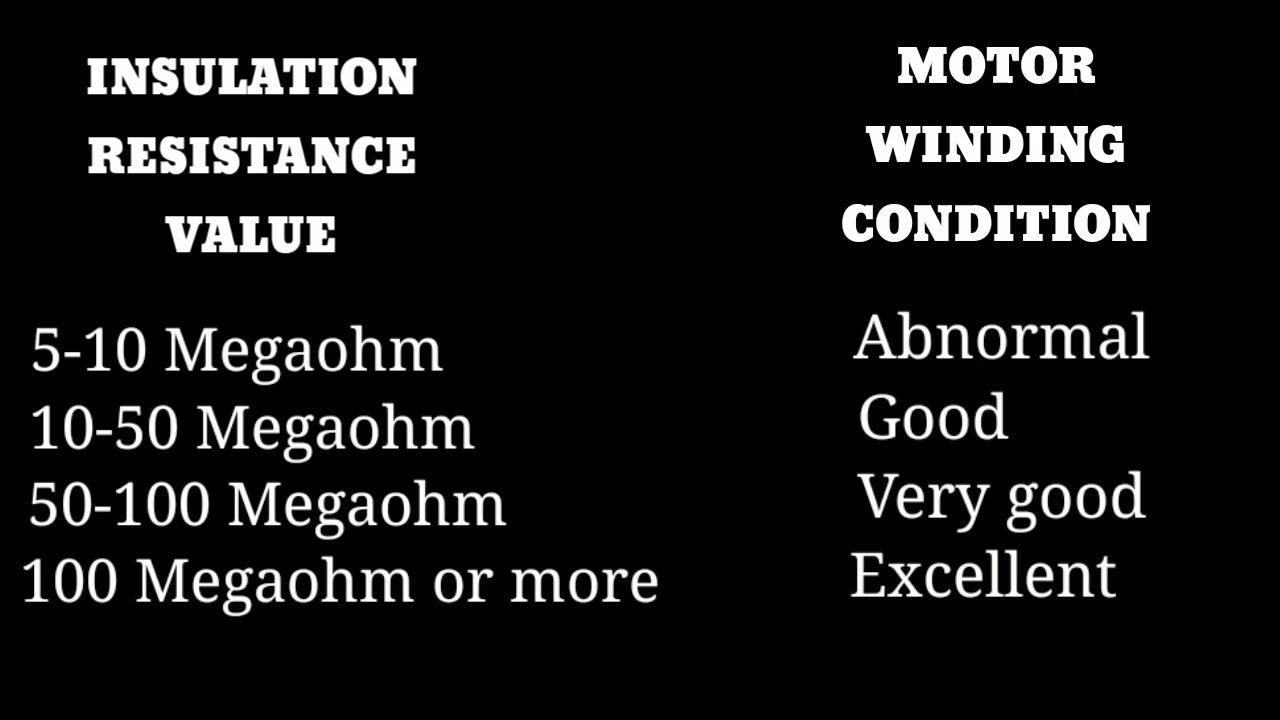 INSULATION
RESISTANCE
VALUE
MOTOR
WINDING
CONDITION
5-10 Megaohm
Abnormal
10-50 Megaohm
Good
50-100 Megaohm
Very good
100 Megaohm or more
Excellent